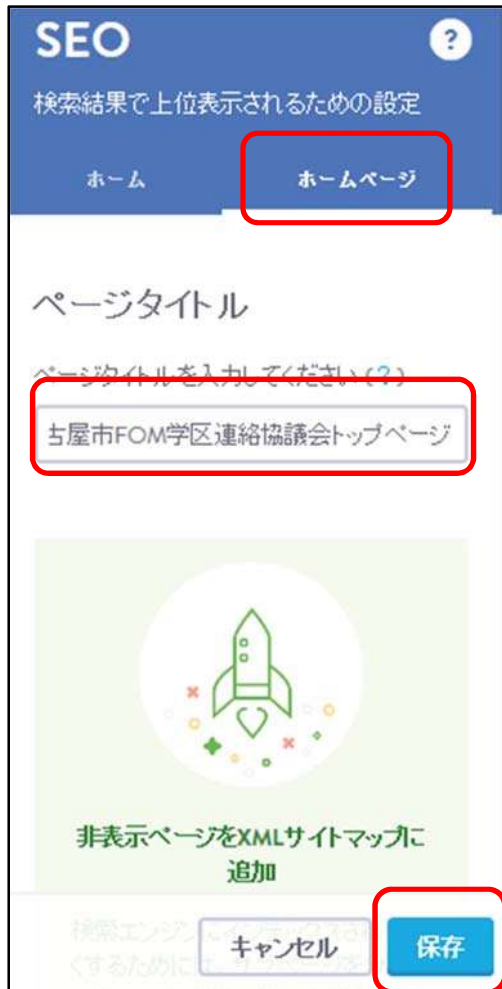 SEO
?
検索結果で上位表示されるための設定
ホーム
ホームページ
ページタイトル
ページタイトルを入力してください (?)
古屋市FOM学区連絡協議会トップページ
非表示ページをXMLサイトマップに
追加
キャンセル
保存